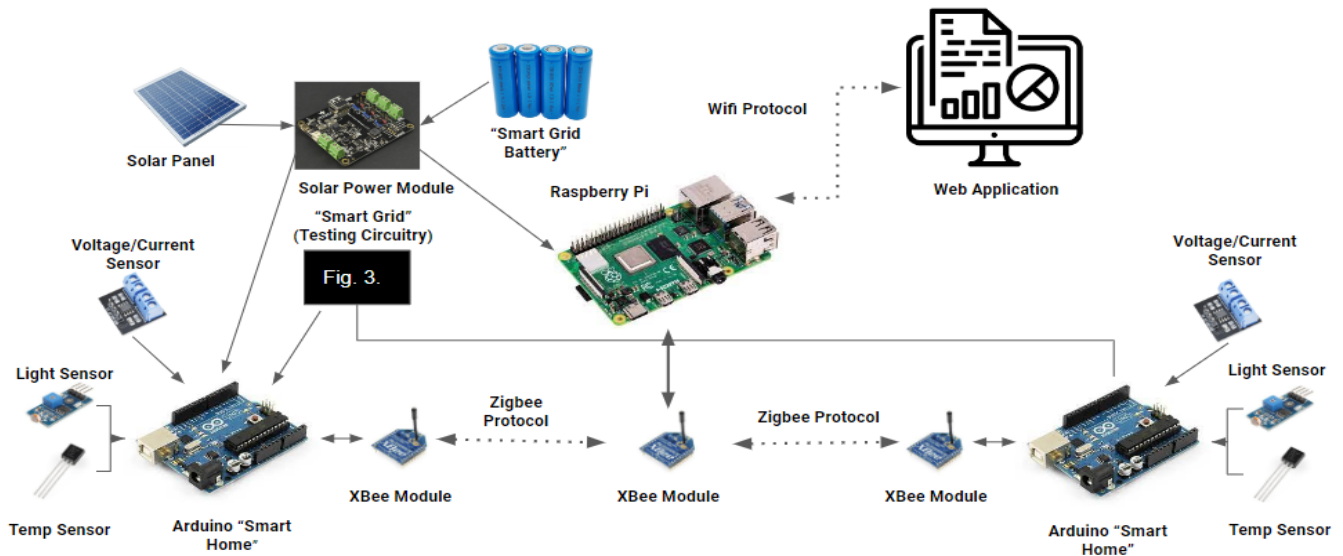 Wifi Protocol
Solar Panel
“Smart Grid
Battery”
Solar Power Module
Raspberry Pi
Web Application
“Smart Grid”
(Testing Circuitry)
Fig. 3.
Voltage/Current
Sensor
Voltage/Current
Sensor
Light Sensor
Light Sensor
Zigbee
Protocol
Zigbee Protocol
XBee Module
XBee Module
XBee Module
Temp Sensor
Arduino “Smart
Home”
Arduino “Smart
Home”
Temp Sensor